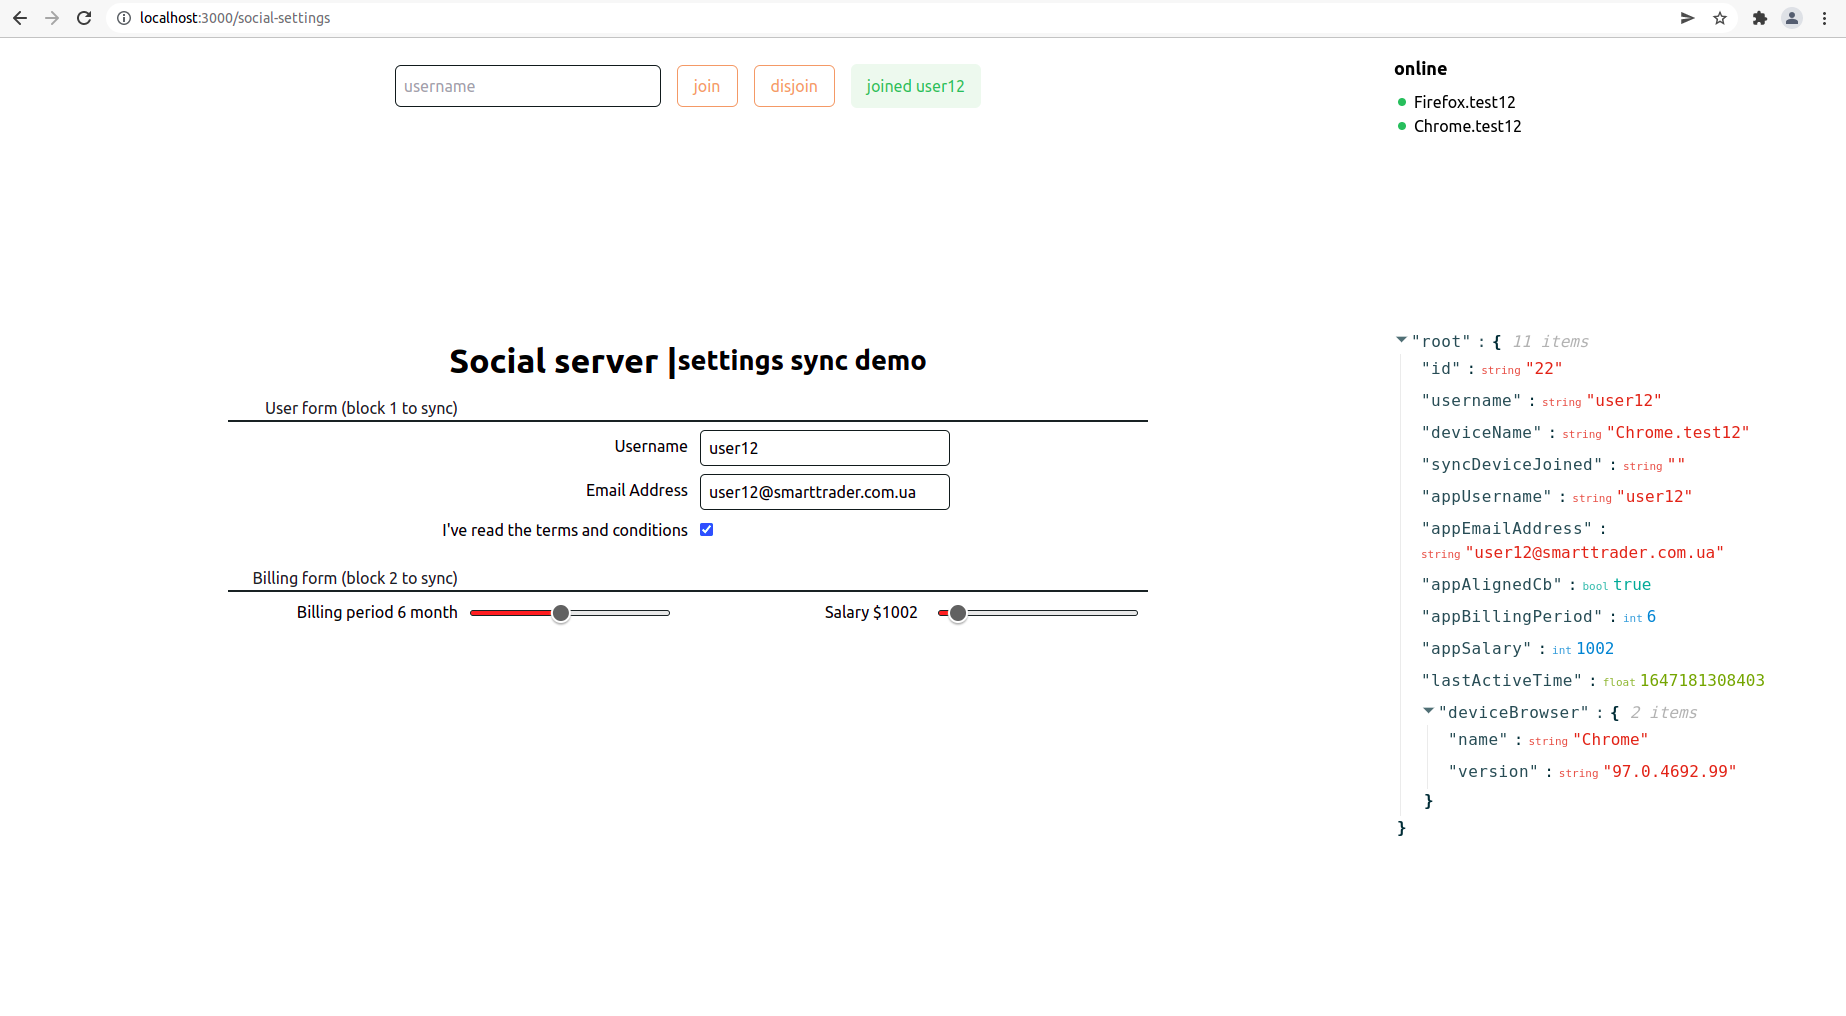 localhost:3000/social-settings
username
join
disjoin
joined user12
online
Firefox.test12
Chrome.test12
Social server |settings sync demo
User form (block 1 to sync)
Username
user12
Email Address
user12@smarttrader.com.ua
I've read the terms and conditions
Billing form (block 2 to sync)
Billing period 6 month
Salary $1002
"root" : { 11 items
"id" : string "22"
"username" : string "user12"
"deviceName" : string "Chrome.test12"
"syncDeviceJoined" : string ""
"appUsername" : string "user12"
"appEmailAddress" :
string "user12@smarttrader.com.ua"
"appAlignedCb" : bool true
"appBillingPeriod" : int 6
"appSalary" : int 1002
"lastActiveTime" : float 1647181308403
"deviceBrowser" : { 2 items
"name" : string "Chrome"
"version" : string "97.0.4692.99"
}
}